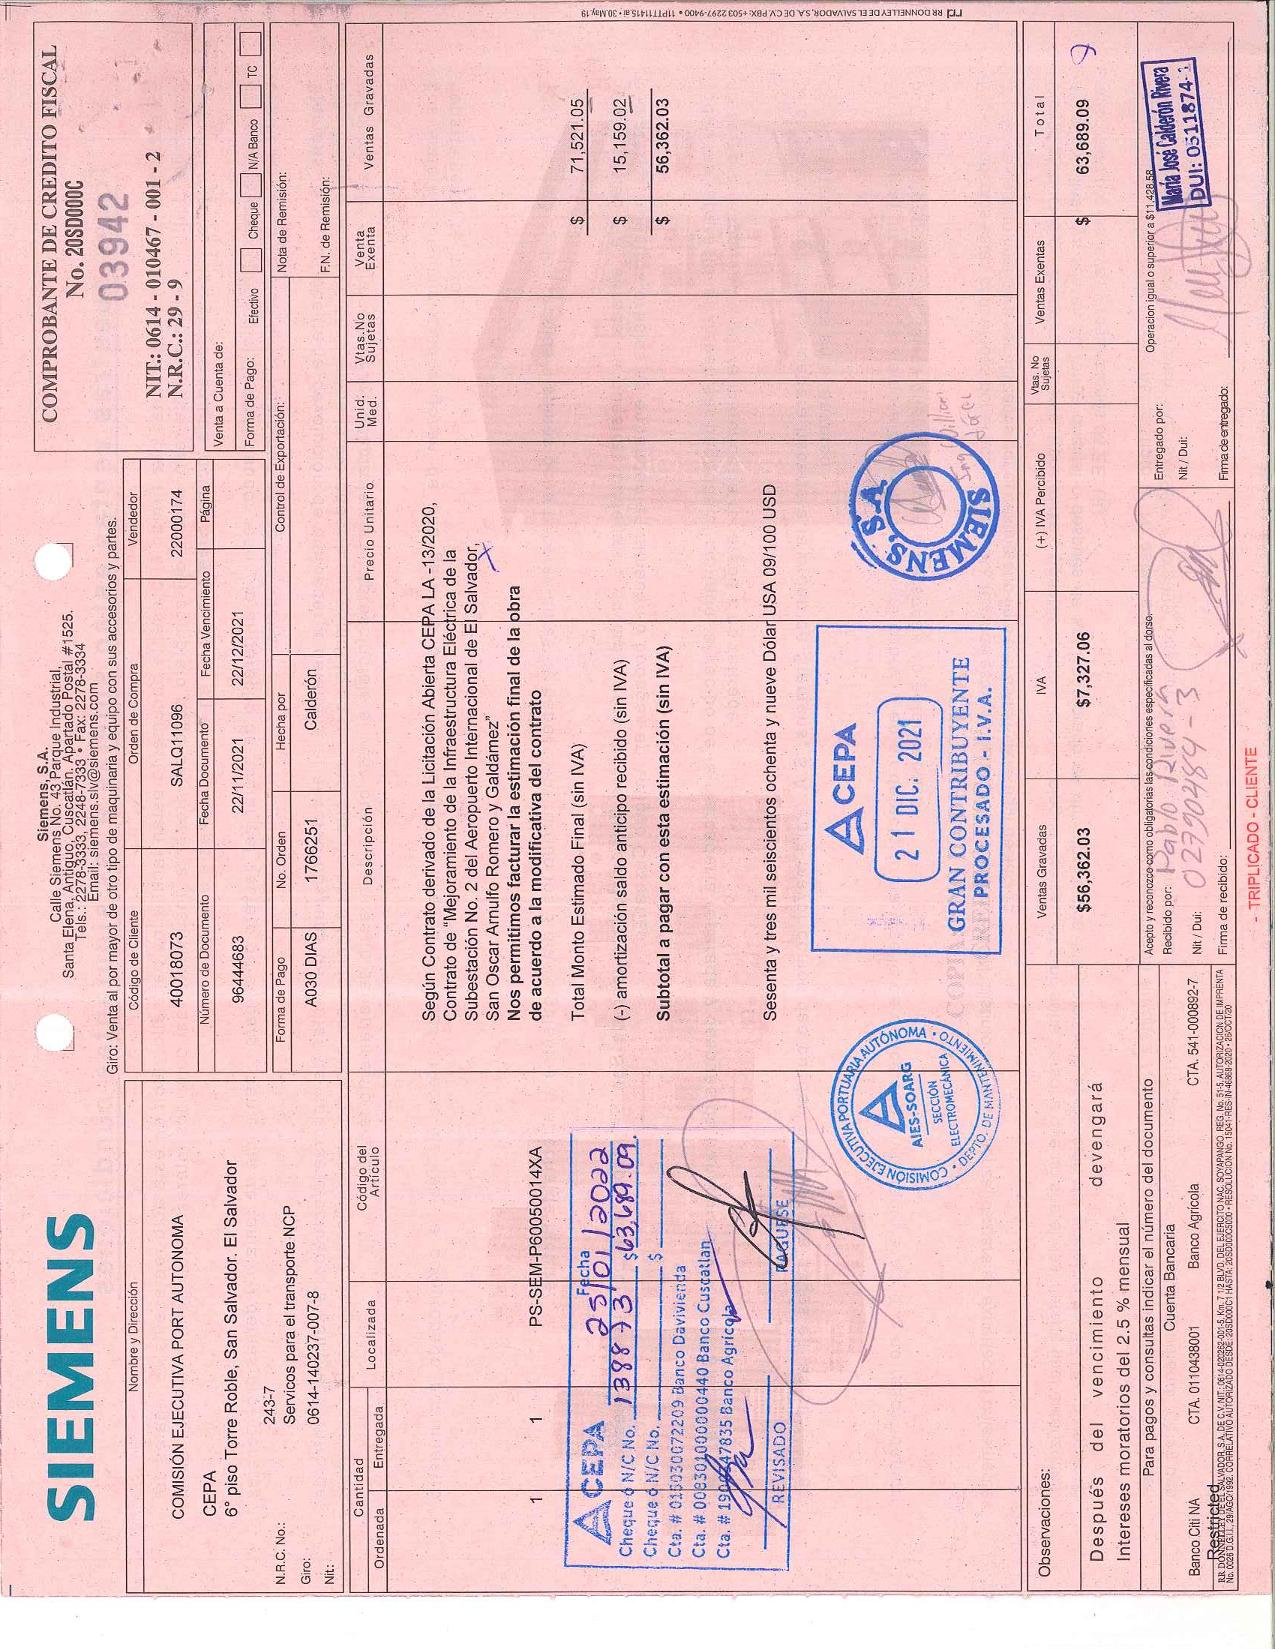 SIEMENS
Siemens, S.A.
Calle Siemens No. 43, Parque Industrial,
Santa Elena, Antiguo, Cuscatlán. Apartado Postal #1525.
Tels.: 2278-3333, 2248-7333 • Fax: 2278-3334
Email: siemens.slv@siemens.com
Giro: Venta al por mayor de otro tipo de maquinaria y equipo con sus accesorios y partes.
COMPROBANTE DE CREDITO FISCAL
No. 20SD000C
03942
NIT.: 0614 - 010467 - 001 - 2
N.R.C.: 29 - 9
Nombre y Dirección
COMISIÓN EJECUTIVA PORT AUTONOMA
CEPA
6° piso Torre Roble, San Salvador. El Salvador
N.R.C. No.: 243-7
Giro: Servicos para el transporte NCP
Nit.: 0614-140237-007-8
Código de Cliente Orden de Compra Vendedor
40018073 SALQ11096 22000174
Número de Documento Fecha Documento Fecha Vencimiento Página
96444683 22/11/2021 22/12/2021
Forma de Pago No. Orden Hecha por Control de Exportación:
A030 DIAS 1766251 Calderón
Venta a Cuenta de:
Forma de Pago: Efectivo Cheque N/A Banco TC
Nota de Remisión:
F.N. de Remisión:
Cantidad
Ordenada Entregada Localizada Código del Artículo Descripción Precio Unitario Unid. Med. Vtas.No Sujetas Venta Exenta Ventas Gravadas
Según Contrato derivado de la Licitación Abierta CEPA LA -13/2020,
Contrato de "Mejoramiento de la Infraestructura Eléctrica de la
Subestación No. 2 del Aeropuerto Internacional de El Salvador,
San Oscar Arnulfo Romero y Galdámez"
Nos permitimos facturar la estimación final de la obra
1 1 PS-SEM-P60050014XA de acuerdo a la modificativa del contrato
Total Monto Estimado Final (sin IVA) $ 71,521.05
(-) amortización saldo anticipo recibido (sin IVA) $ 15,159.02
Subtotal a pagar con esta estimación (sin IVA) $ 56,362.03
Sesenta y tres mil seiscientos ochenta y nueve Dólar USA 09/100 USD
CEPA
Fecha 25/01/2022
Cheque ó N/C No. 138873 $63,689.09
Cheque ó N/C No. $
Cta. # 015030072209 Banco Davivienda
Cta. # 008301000000440 Banco Cuscatlan
Banco Agrícola
REVISADO PAGUESE
COMISIÓN EJECUTIVA PORTUARIA AUTÓNOMA
AIES-SOARG
SECCIÓN
ELECTROMECÁNICA
DEPTO. DE MANTENIMIENTO
CEPA
21 DIC. 2021
GRAN CONTRIBUYENTE
PROCESADO - I.V.A.
SIEMENS, S.A
Observaciones:
Ventas Gravadas IVA (+) IVA Percibido Vtas. No Sujetas Ventas Exentas Total
$56,362.03 $7,327.06 $ 63,689.09
Después del vencimiento devengará
Intereses moratorios del 2.5 % mensual
Para pagos y consultas indicar el número del documento
Cuenta Bancaria
Banco Citi NA CTA. 0110438001 Banco Agrícola CTA. 541-000892-7
Restricted
Acepto y reconozco como obligatorias las condiciones especificadas al dorso.
Recibido por: Pablo Rivera
Nit / Dui: 02790484-3
Firma de recibido:
Operacion igual o superior a $11,428.58
Entregado por:
Nit / Dui:
Firma de entregado:
María José Calderón Rivera
DUI: 0511874-1
- TRIPLICADO - CLIENTE
RR DONNELLEY DE EL SALVADOR, S.A. DE C.V. PBX: +503 2297-9400